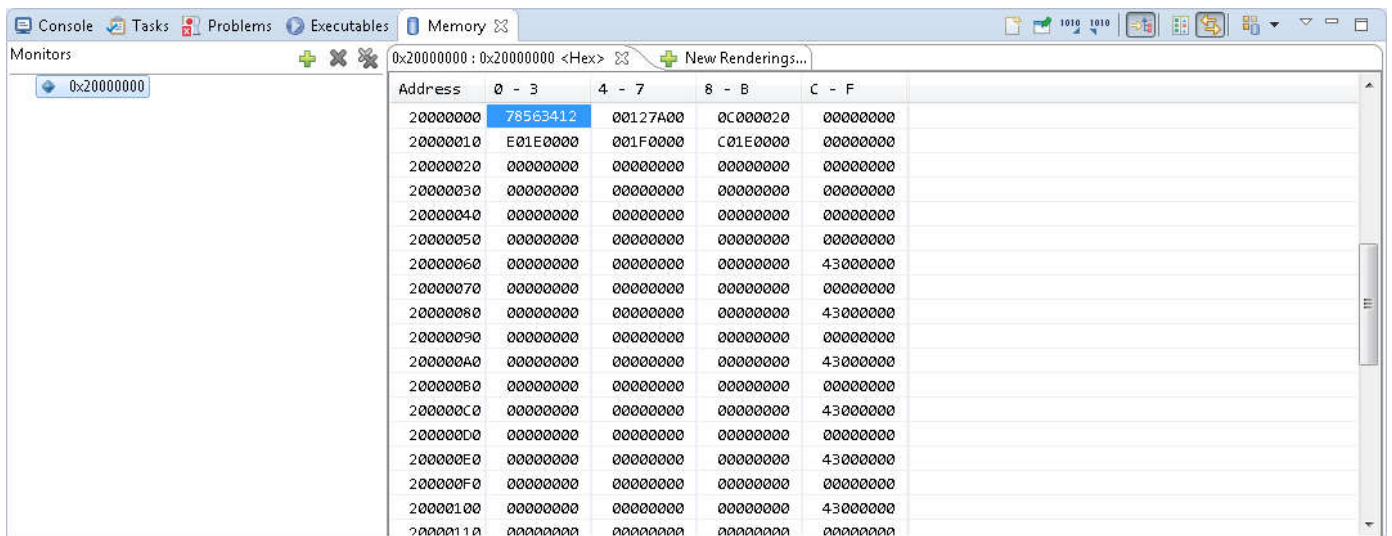 Console Tasks Problems Executables Memory
Monitors
0x20000000
0x20000000 : 0x20000000 <Hex> New Renderings...
Address 0 - 3 4 - 7 8 - B C - F
20000000 78563412 00127A00 0C000020 00000000
20000010 E01E0000 001F0000 C01E0000 00000000
20000020 00000000 00000000 00000000 00000000
20000030 00000000 00000000 00000000 00000000
20000040 00000000 00000000 00000000 00000000
20000050 00000000 00000000 00000000 00000000
20000060 00000000 00000000 00000000 43000000
20000070 00000000 00000000 00000000 00000000
20000080 00000000 00000000 00000000 43000000
20000090 00000000 00000000 00000000 00000000
200000A0 00000000 00000000 00000000 43000000
200000B0 00000000 00000000 00000000 00000000
200000C0 00000000 00000000 00000000 43000000
200000D0 00000000 00000000 00000000 00000000
200000E0 00000000 00000000 00000000 43000000
200000F0 00000000 00000000 00000000 00000000
20000100 00000000 00000000 00000000 43000000
20000110 00000000 00000000 00000000 00000000